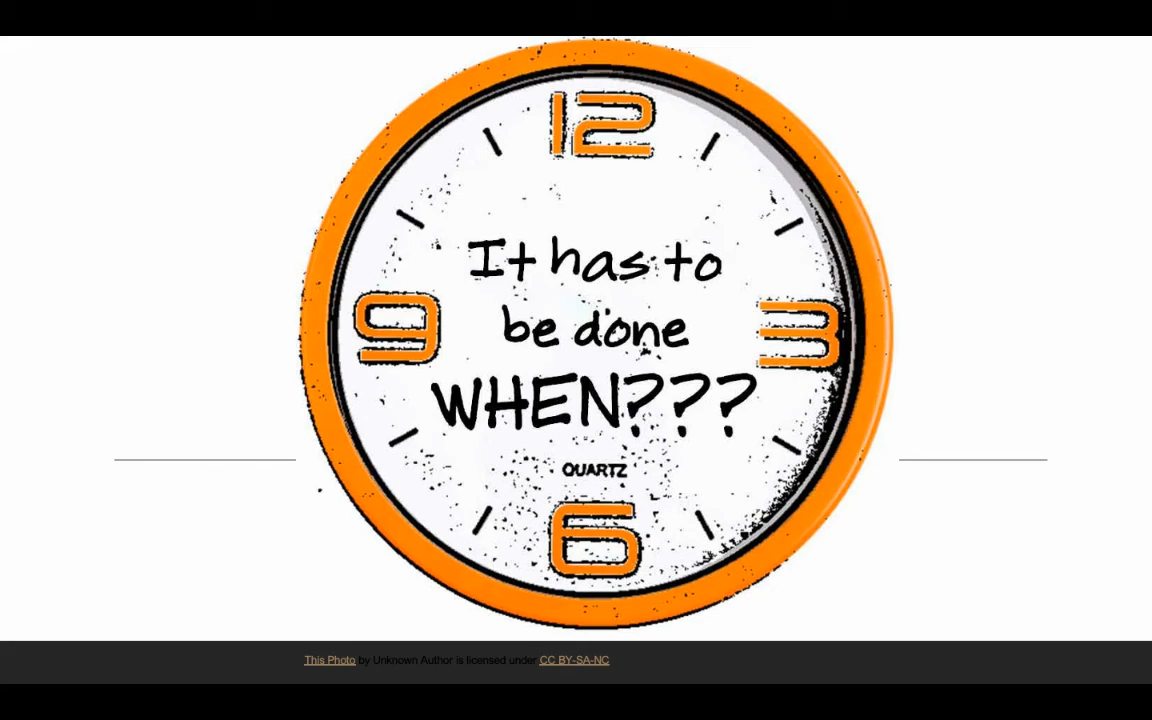 12
It has to
9
be done
3
WHEN???
QUARTZ
6
This Photo by Unknown Author is licensed under CC BY-SA-NC